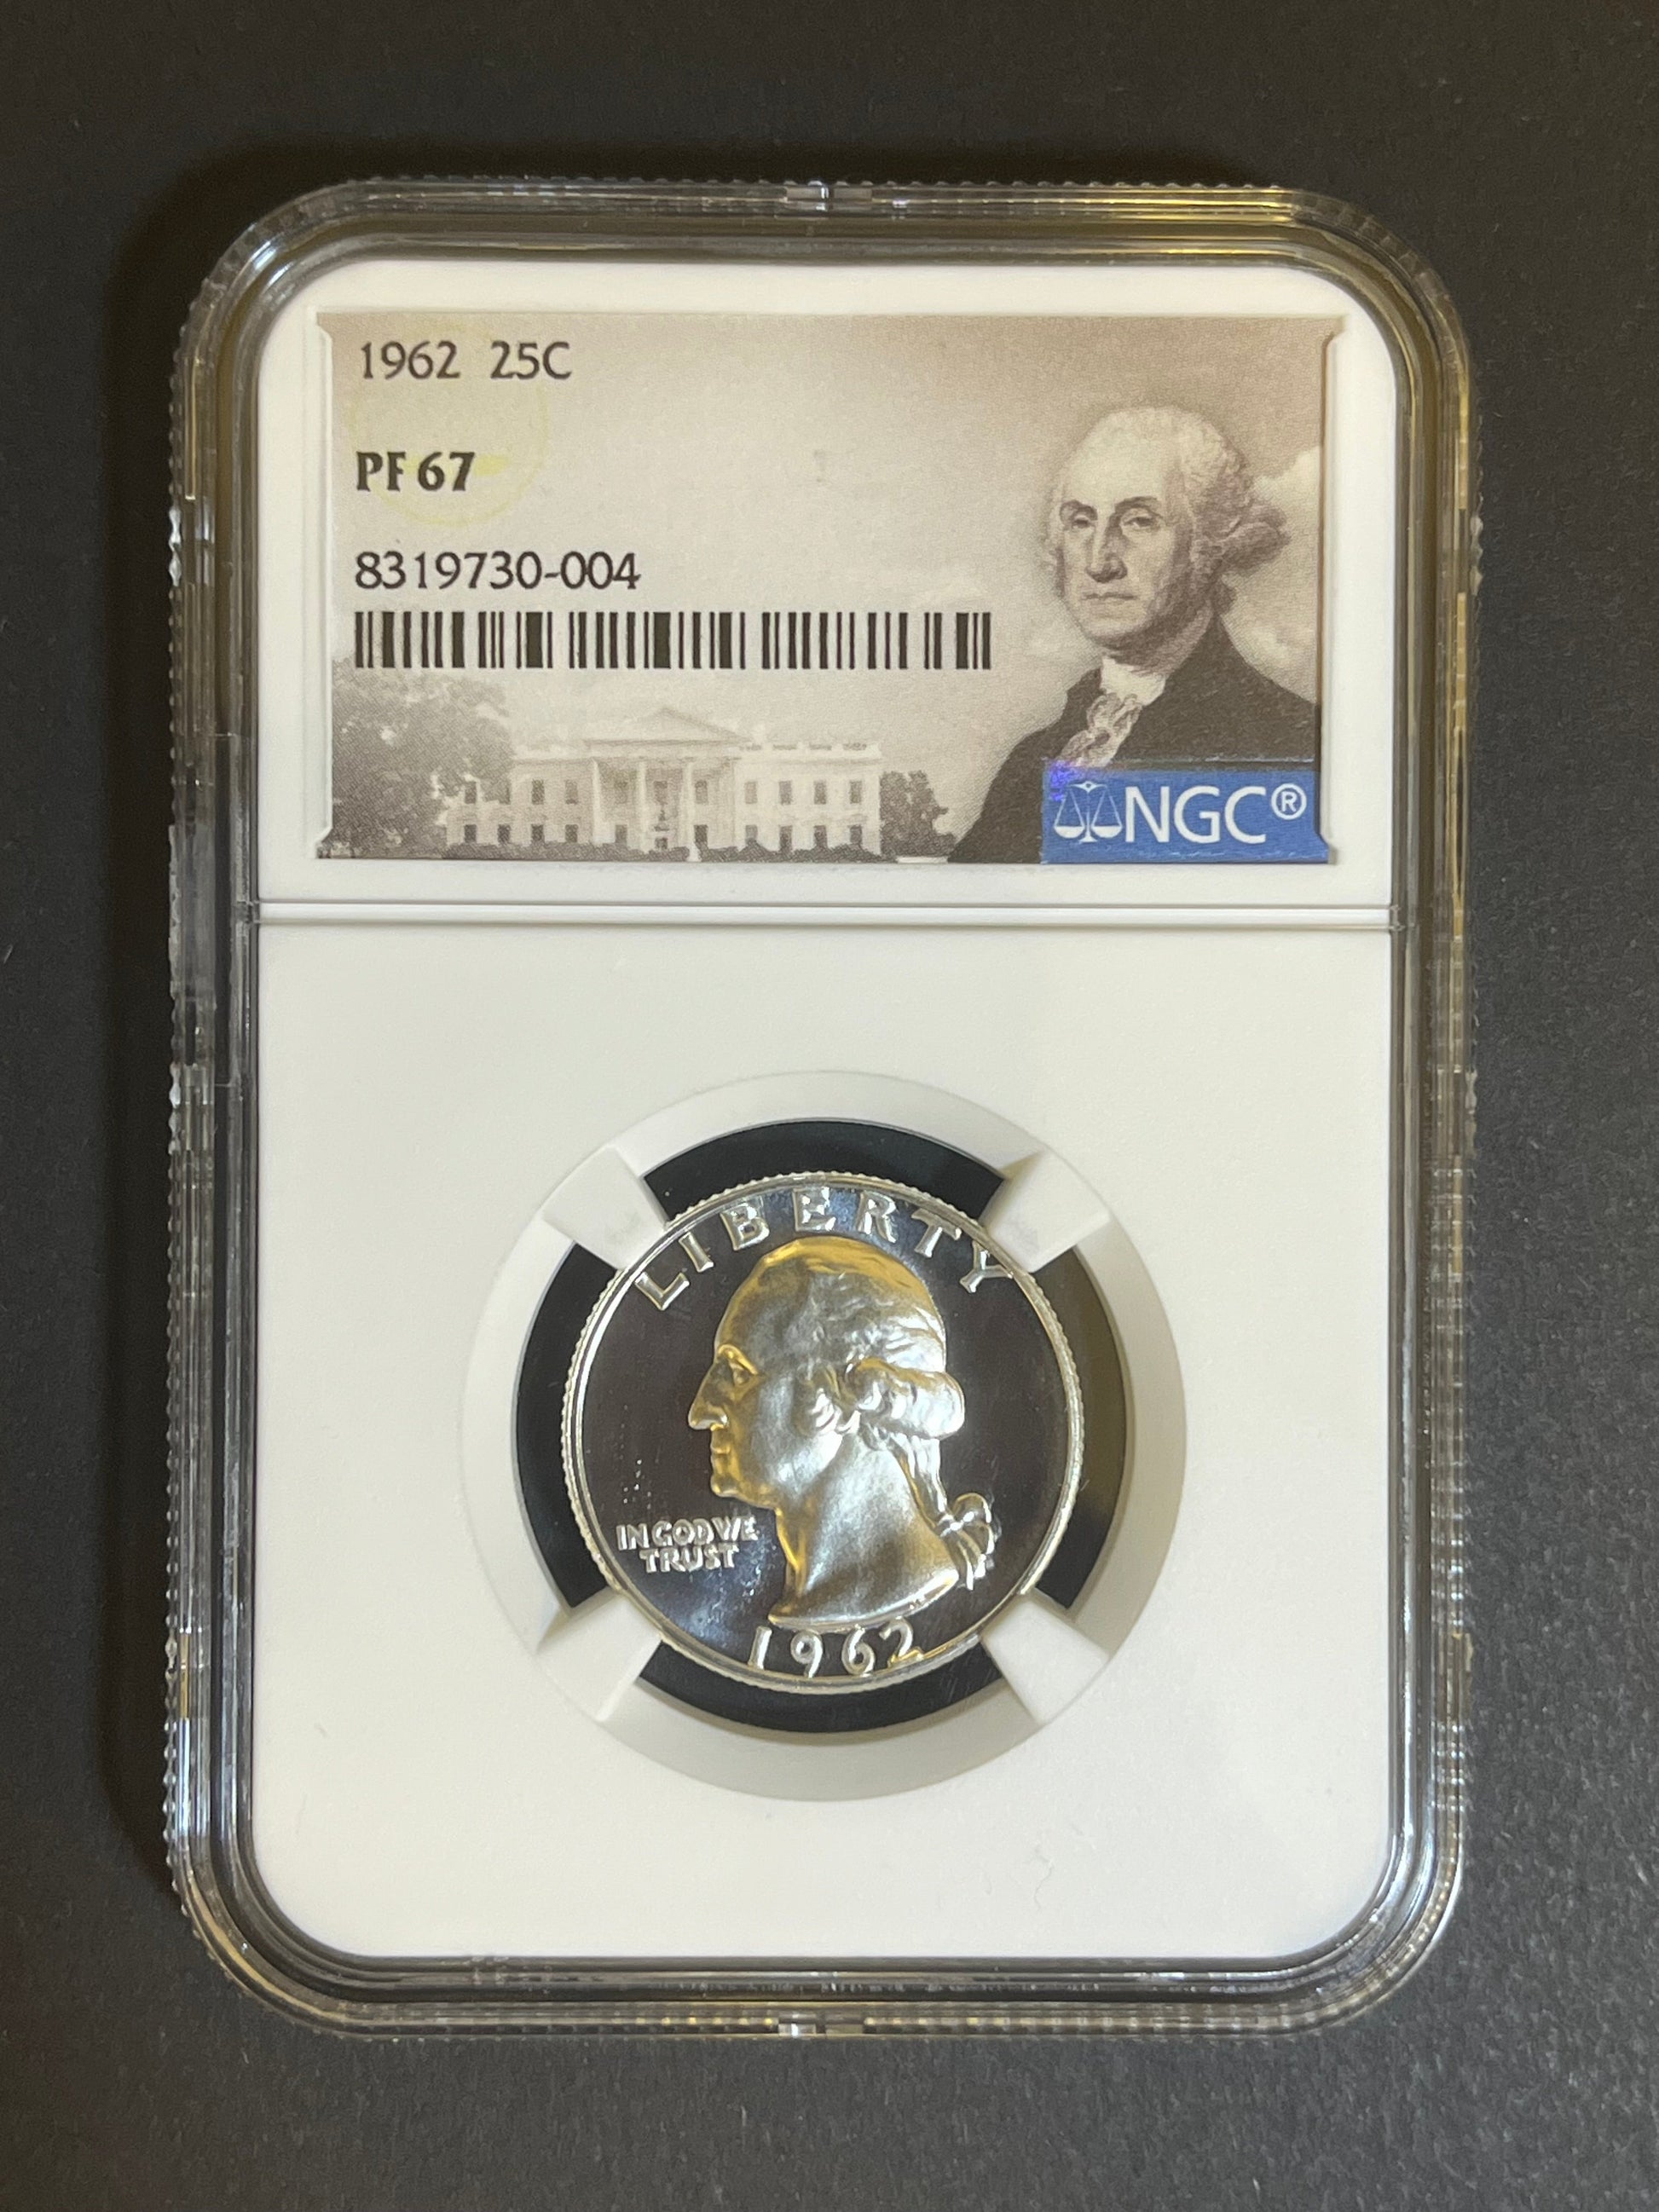 1962 25C
PF 67
8319730-004
NGC®
LIBERTY
IN GOD WE
TRUST
1962